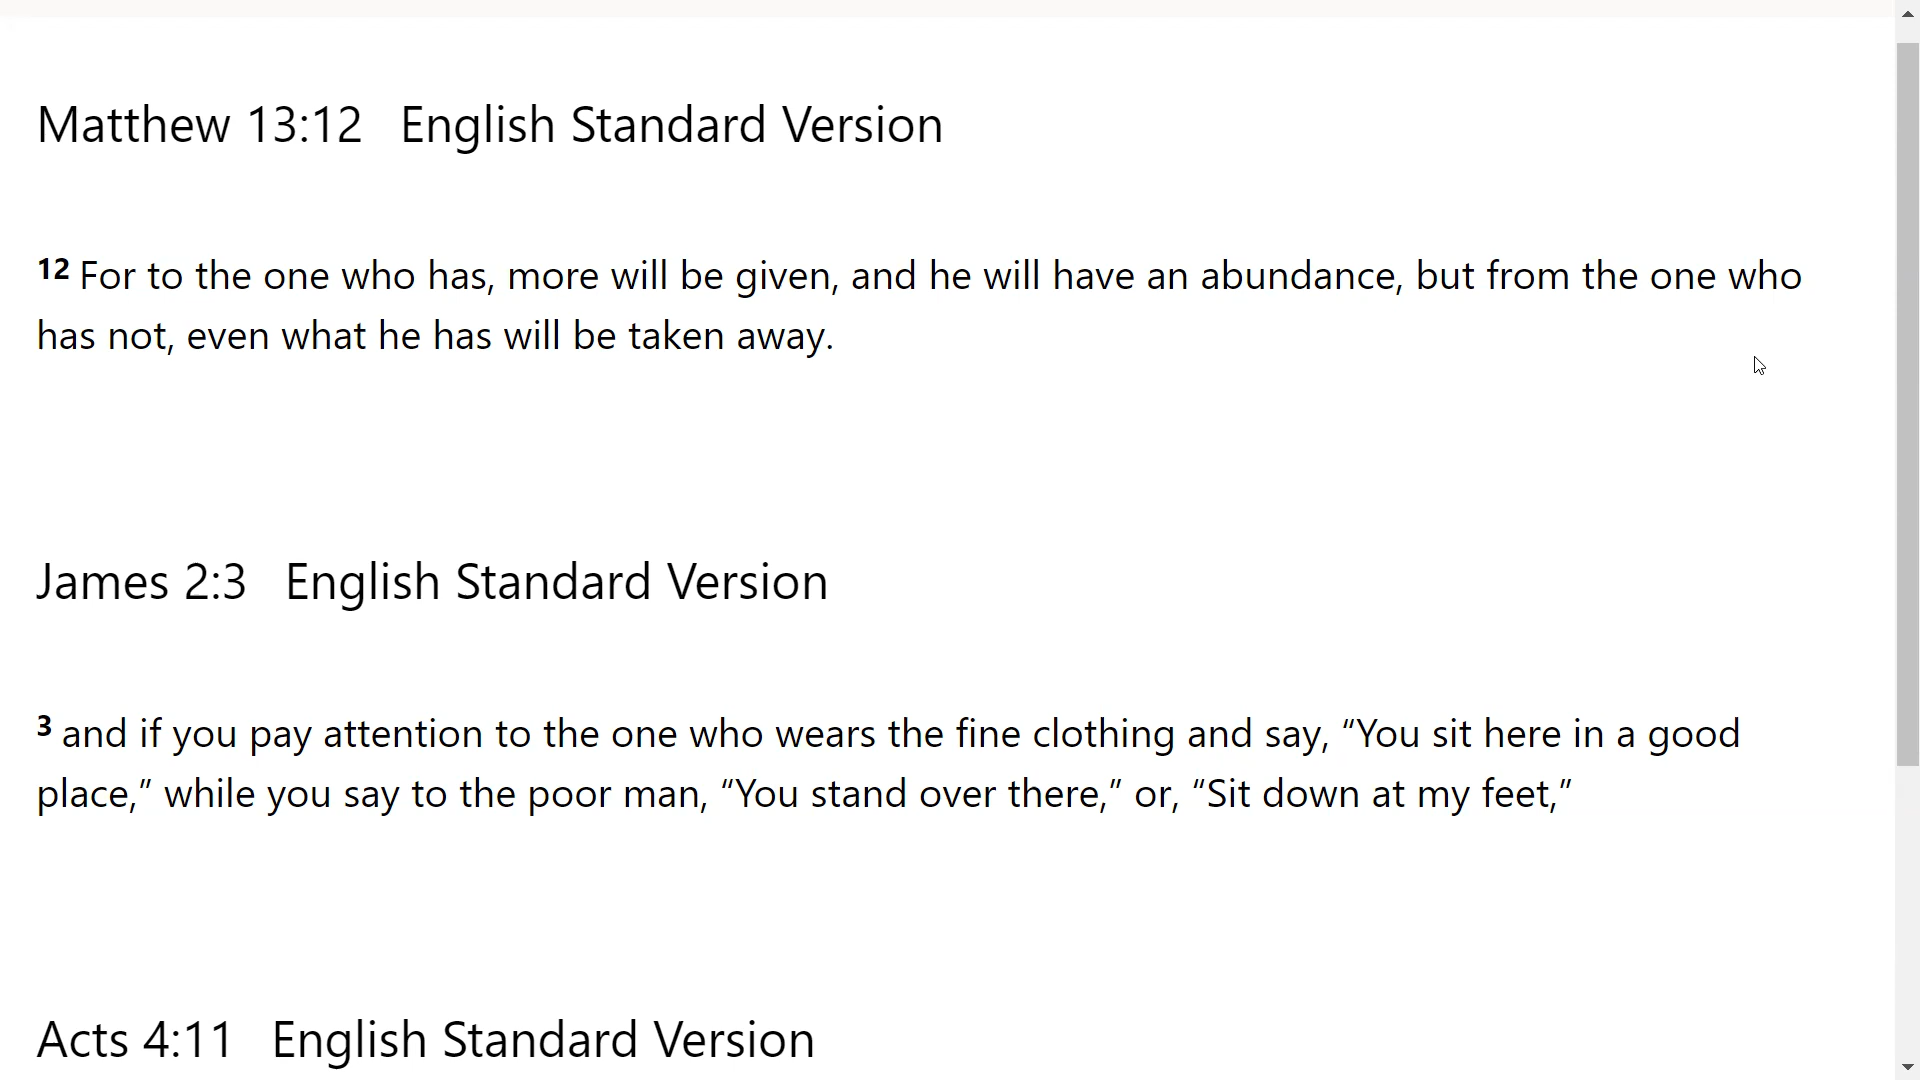 Matthew 13:12 English Standard Version
12 For to the one who has, more will be given, and he will have an abundance, but from the one who
has not, even what he has will be taken away.
James 2:3 English Standard Version
3 and if you pay attention to the one who wears the fine clothing and say, “You sit here in a good
place,” while you say to the poor man, “You stand over there,” or, “Sit down at my feet,”
Acts 4:11 English Standard Version